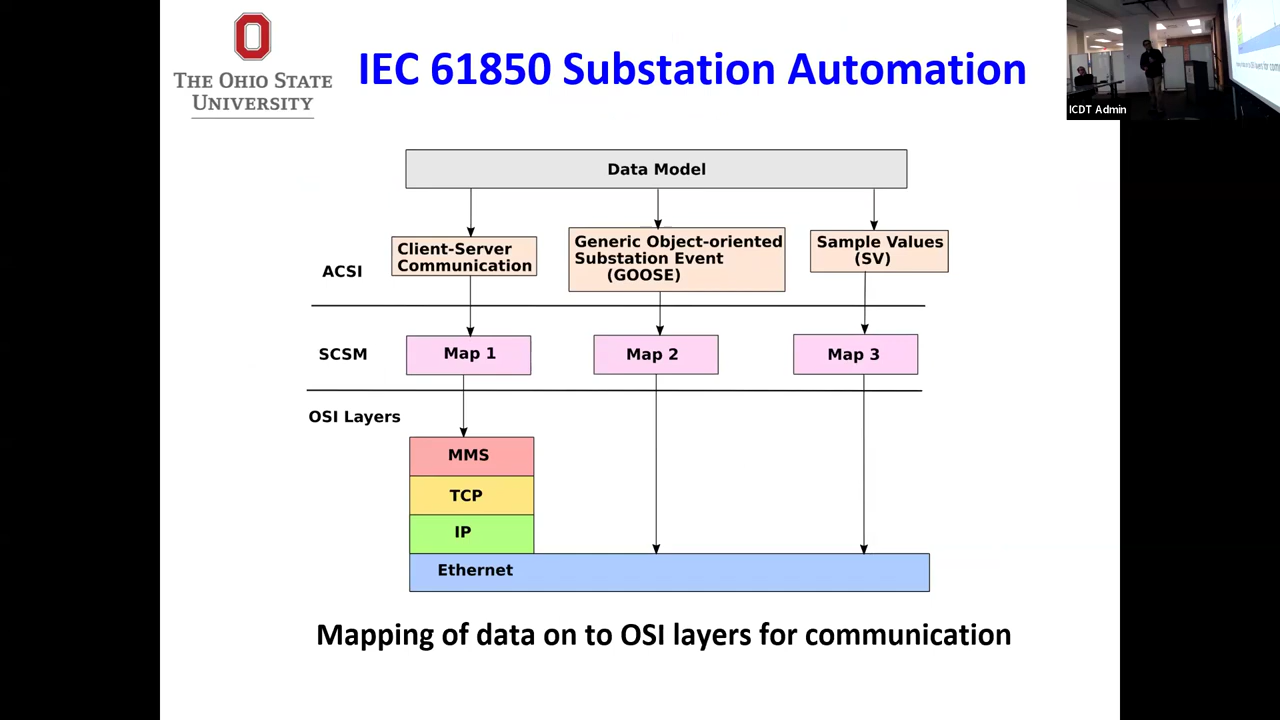 THE OHIO STATE
UNIVERSITY
IEC 61850 Substation Automation
ICDT Admin
Data Model
Client-Server
Communication
Generic Object-oriented
Substation Event
(GOOSE)
Sample Values
(SV)
ACSI
SCSM
Map 1
Map 2
Map 3
OSI Layers
MMS
TCP
IP
Ethernet
Mapping of data on to OSI layers for communication